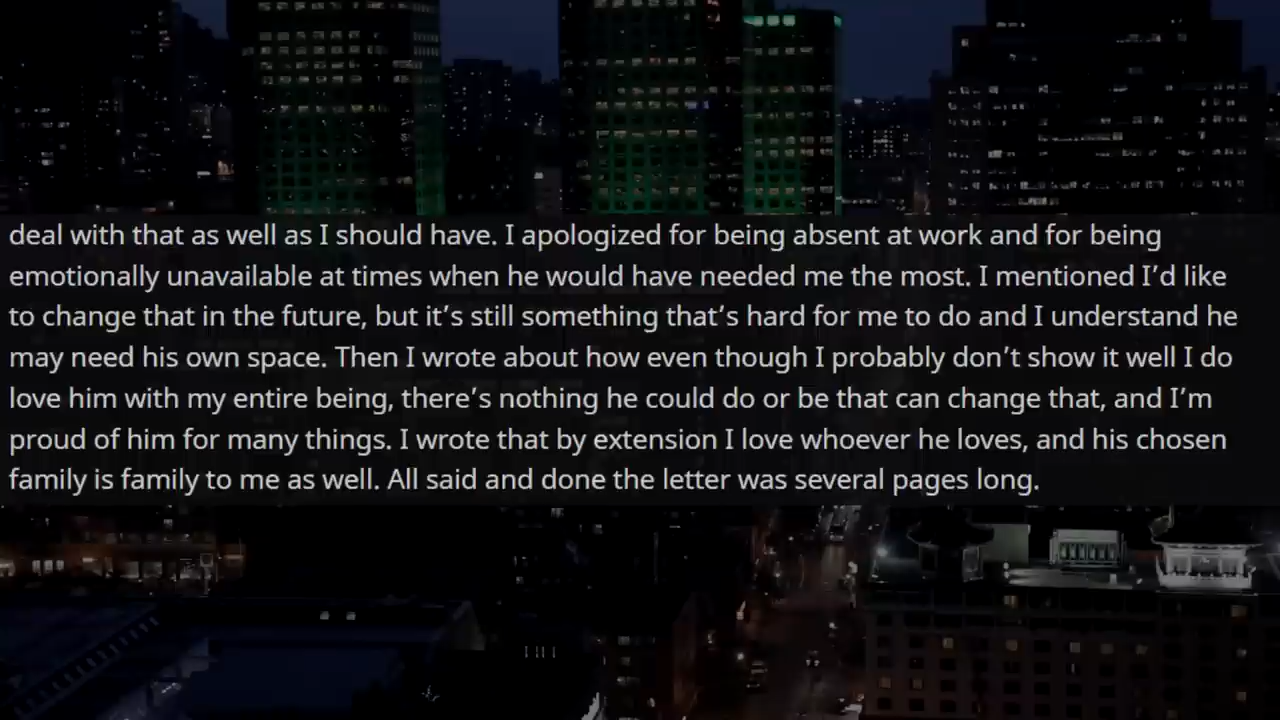 deal with that as well as I should have. I apologized for being absent at work and for being
emotionally unavailable at times when he would have needed me the most. I mentioned I’d like
to change that in the future, but it’s still something that’s hard for me to do and I understand he
may need his own space. Then I wrote about how even though I probably don’t show it well I do
love him with my entire being, there’s nothing he could do or be that can change that, and I’m
proud of him for many things. I wrote that by extension I love whoever he loves, and his chosen
family is family to me as well. All said and done the letter was several pages long.